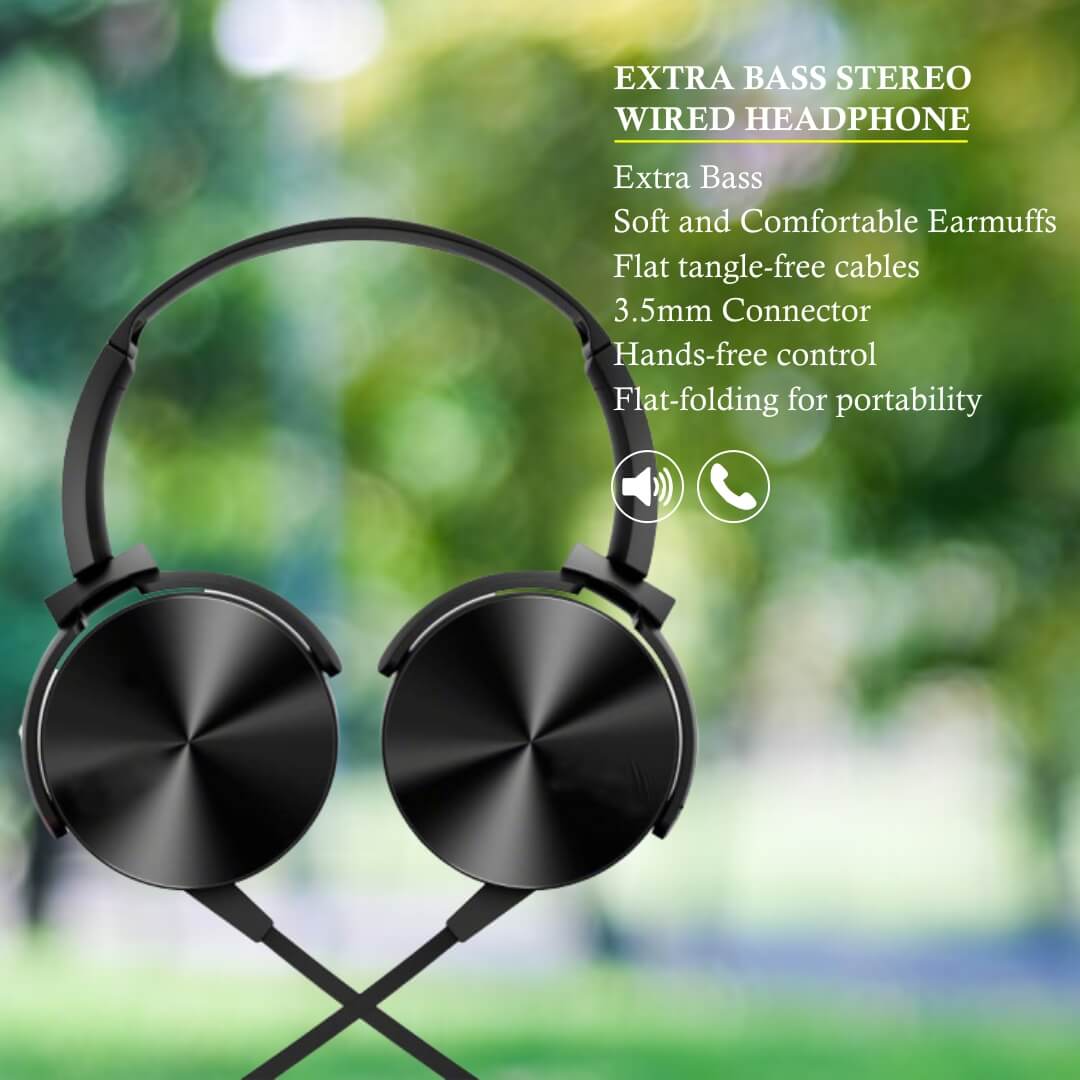 EXTRA BASS STEREO
WIRED HEADPHONE
Extra Bass
Soft and Comfortable Earmuffs
Flat tangle-free cables
3.5mm Connector
Hands-free control
Flat-folding for portability